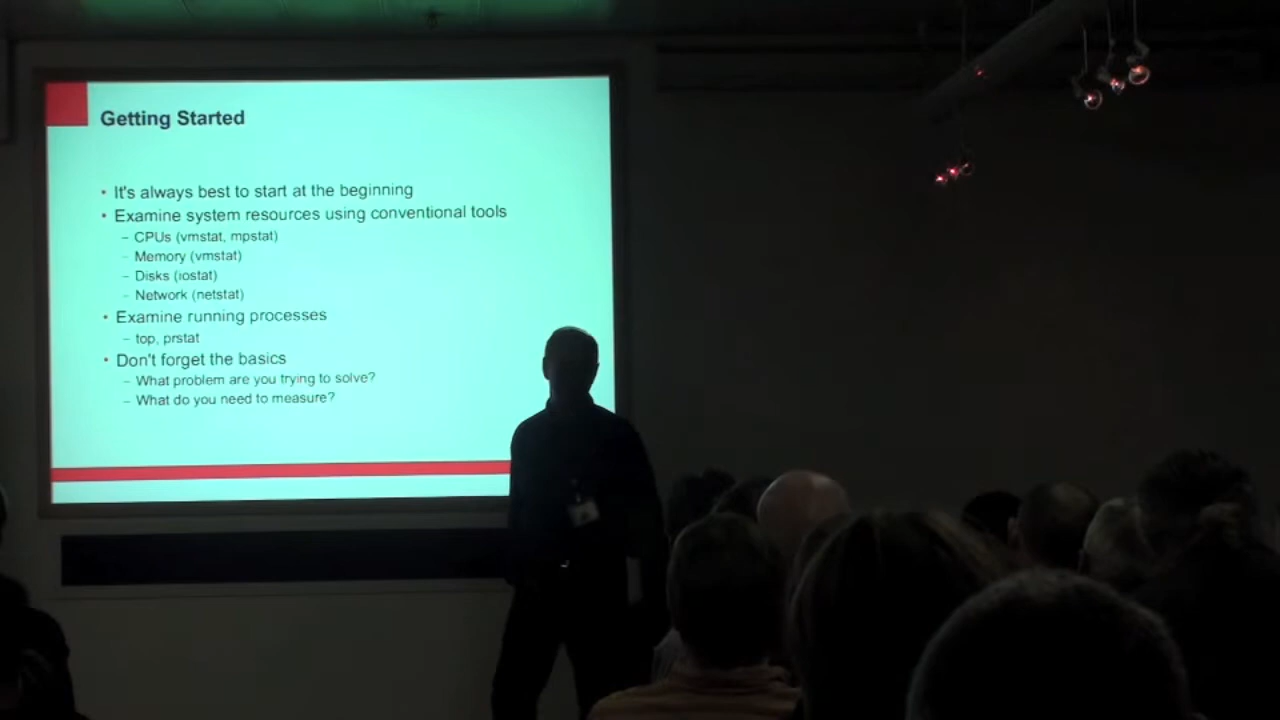 Getting Started
• It's always best to start at the beginning
• Examine system resources using conventional tools
– CPUs (vmstat, mpstat)
– Memory (vmstat)
– Disks (iostat)
– Network (netstat)
• Examine running processes
– top, prstat
• Don't forget the basics
– What problem are you trying to solve?
– What do you need to measure?